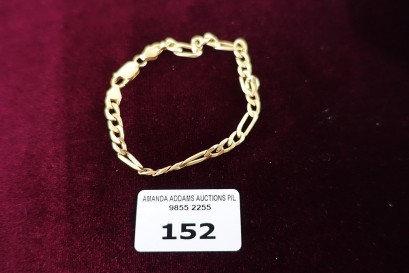 AMANDA ADDAMS AUCTIONS P/L
9855 2255
152